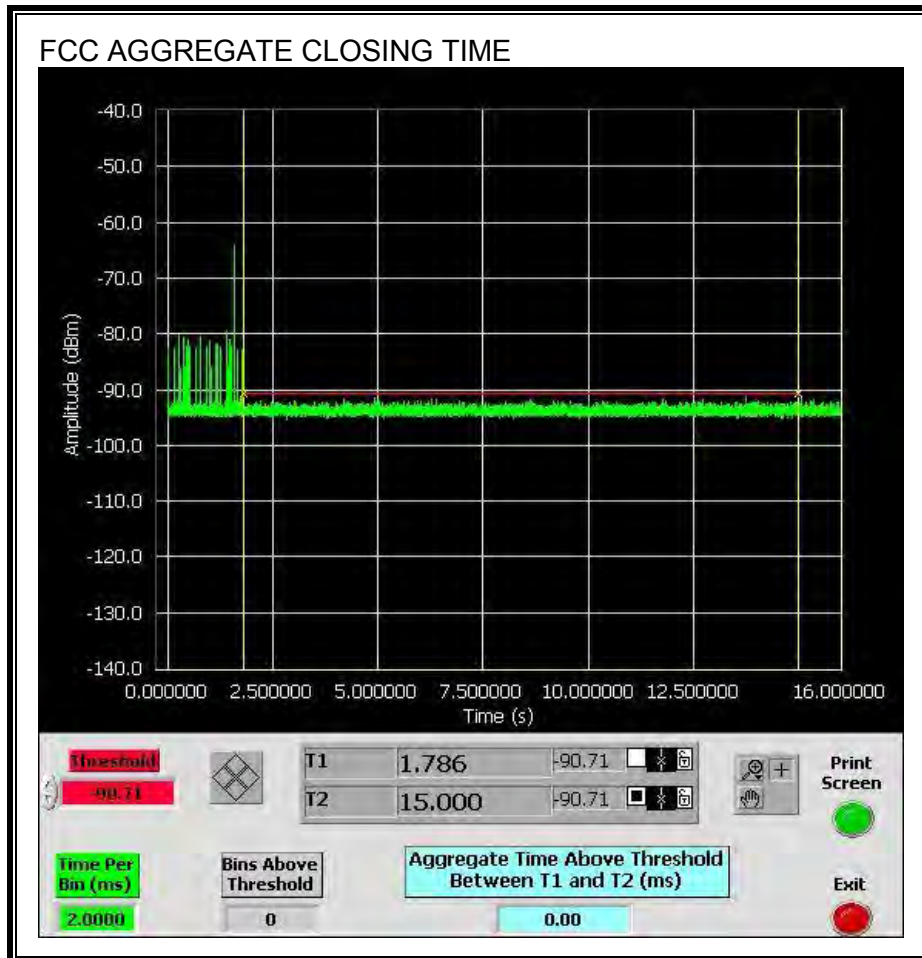 FCC AGGREGATE CLOSING TIME
-40.0
-50.0
-60.0
-70.0
-80.0
-90.0
-100.0
-110.0
-120.0
-130.0
-140.0
Amplitude (dBm)
0.000000 2.500000 5.000000 7.500000 10.000000 12.500000 16.000000
Time (s)
Threshold
-90.71
T1 1.786 -90.71
T2 15.000 -90.71
Print Screen
Time Per Bin (ms)
2.0000
Bins Above Threshold
0
Aggregate Time Above Threshold
Between T1 and T2 (ms)
0.00
Exit